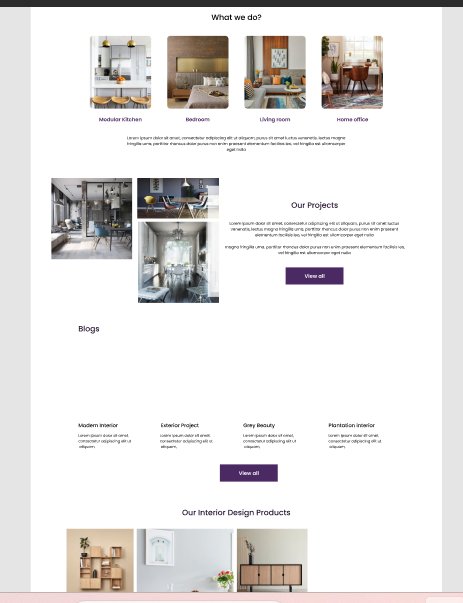 What we do?
Modular Kitchen
Bedroom
Living room
Home office
Lorem ipsum dolor sit amet, consectetur adipiscing elit ut aliquam, purus sit amet luctus venenatis, lectus magna
fringilla urna, porttitor rhoncus dolor purus non enim praesent elementum facilisis leo, vel fringilla est ullamcorper
eget nulla
Our Projects
Lorem ipsum dolor sit amet, consectetur adipiscing elit ut aliquam, purus sit amet luctus
venenatis, lectus magna fringilla urna, porttitor rhoncus dolor purus non enim praesent
elementum facilisis leo, vel fringilla est ullamcorper eget nulla
magna fringilla urna, porttitor rhoncus dolor purus non enim praesent elementum facilisis leo,
vel fringilla est ullamcorper eget nulla
View all
Blogs
Modern Interior
Lorem ipsum dolor sit amet,
consectetur adipiscing elit ut
aliquam,
Exterior Project
Lorem ipsum dolor sit amet,
consectetur adipiscing elit ut
aliquam,
Grey Beauty
Lorem ipsum dolor sit amet,
consectetur adipiscing elit ut
aliquam,
Plantation Interior
Lorem ipsum dolor sit amet,
consectetur adipiscing elit ut
aliquam,
View all
Our Interior Design Products